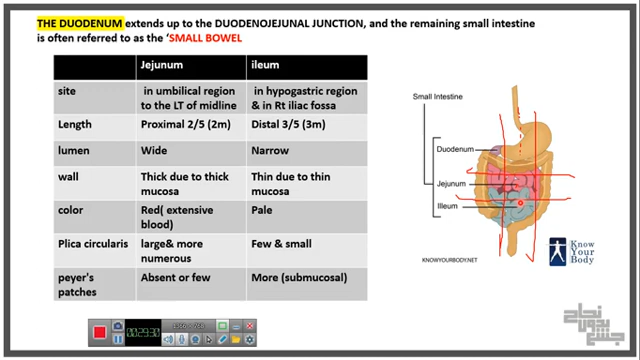 THE DUODENUM extends up to the DUODENOJEJUNAL JUNCTION, and the remaining small intestine
is often referred to as the ‘SMALL BOWEL
Jejunum ileum
site in umbilical region to the LT of midline in hypogastric region & in Rt iliac fossa
Length Proximal 2/5 (2m) Distal 3/5 (3m)
lumen Wide Narrow
wall Thick due to thick mucosa Thin due to thin mucosa
color Red( extensive blood) Pale
Plica circularis large& more numerous Few & small
peyer's patches Absent or few More (submucosal)
Small Intestine
Duodenum
Jejunum
Illeum
KNOWYOURBODY.NET
Know
Your
Body
00:29:30